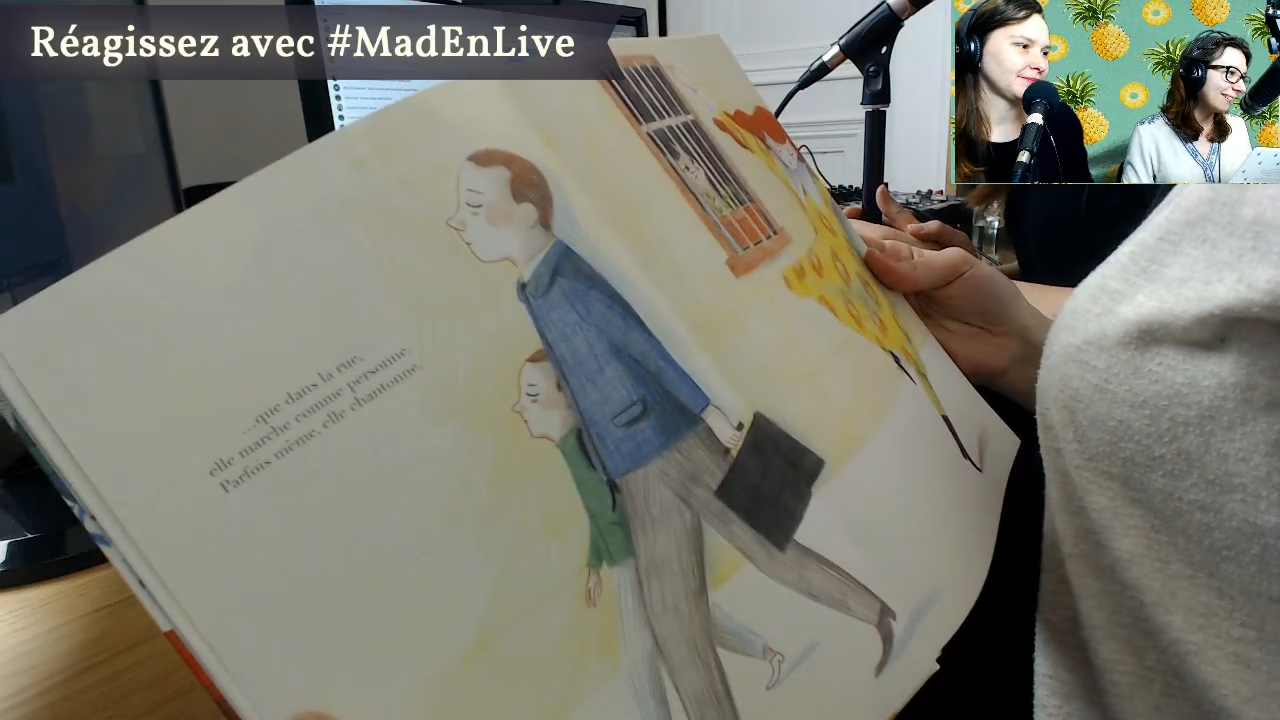 Réagissez avec #MadEnLive
...que dans la rue,
elle marche comme personne.
Parfois même, elle chantonne.